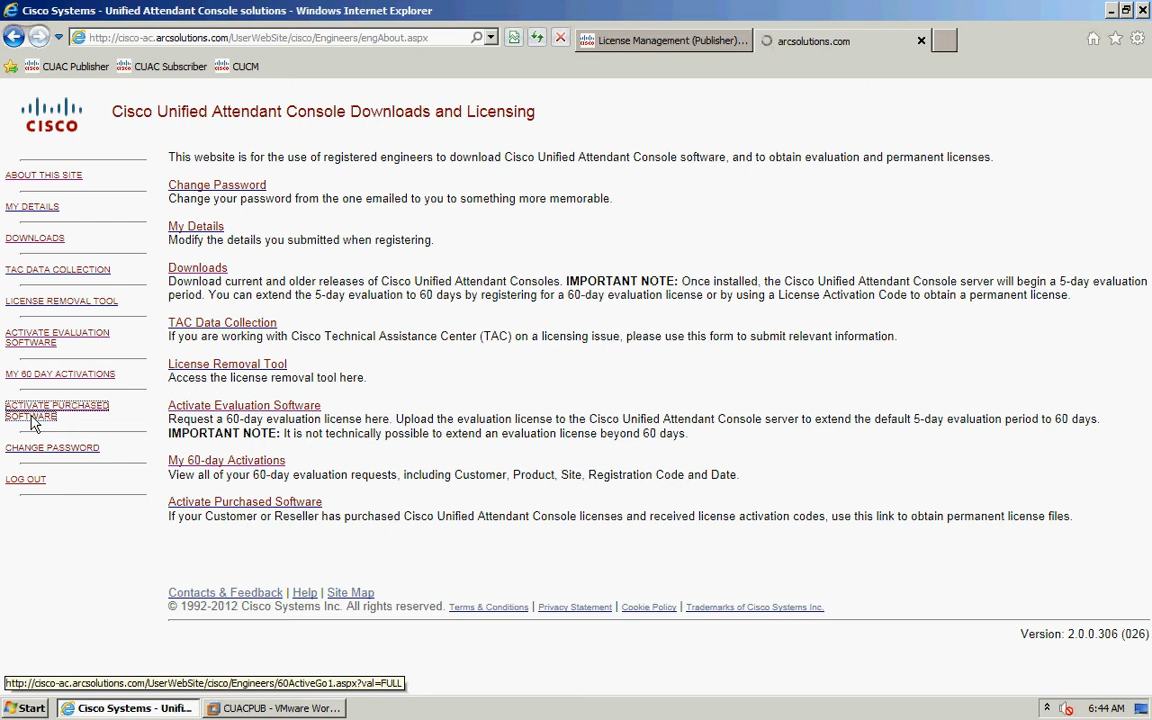 Cisco Systems - Unified Attendant Console solutions - Windows Internet Explorer
http://cisco-ac.arcsolutions.com/UserWebSite/cisco/Engineers/engAbout.aspx
License Management (Publisher)...
arcsolutions.com
CUAC Publisher CUAC Subscriber CUCM
CISCO
Cisco Unified Attendant Console Downloads and Licensing
ABOUT THIS SITE
MY DETAILS
DOWNLOADS
TAC DATA COLLECTION
LICENSE REMOVAL TOOL
ACTIVATE EVALUATION
SOFTWARE
MY 60 DAY ACTIVATIONS
ACTIVATE PURCHASED
SOFTWARE
CHANGE PASSWORD
LOG OUT
This website is for the use of registered engineers to download Cisco Unified Attendant Console software, and to obtain evaluation and permanent licenses.
Change Password
Change your password from the one emailed to you to something more memorable.
My Details
Modify the details you submitted when registering.
Downloads
Download current and older releases of Cisco Unified Attendant Consoles. IMPORTANT NOTE: Once installed, the Cisco Unified Attendant Console server will begin a 5-day evaluation
period. You can extend the 5-day evaluation to 60 days by registering for a 60-day evaluation license or by using a License Activation Code to obtain a permanent license.
TAC Data Collection
If you are working with Cisco Technical Assistance Center (TAC) on a licensing issue, please use this form to submit relevant information.
License Removal Tool
Access the license removal tool here.
Activate Evaluation Software
Request a 60-day evaluation license here. Upload the evaluation license to the Cisco Unified Attendant Console server to extend the default 5-day evaluation period to 60 days.
IMPORTANT NOTE: It is not technically possible to extend an evaluation license beyond 60 days.
My 60-day Activations
View all of your 60-day evaluation requests, including Customer, Product, Site, Registration Code and Date.
Activate Purchased Software
If your Customer or Reseller has purchased Cisco Unified Attendant Console licenses and received license activation codes, use this link to obtain permanent license files.
Contacts & Feedback | Help | Site Map
© 1992-2012 Cisco Systems Inc. All rights reserved. Terms & Conditions | Privacy Statement | Cookie Policy | Trademarks of Cisco Systems Inc.
Version: 2.0.0.306 (026)
http://cisco-ac.arcsolutions.com/UserWebSite/cisco/Engineers/60ActiveGo1.aspx?val=FULL
Start Cisco Systems - Unifi... CUACPUB - VMware Wor... 6:44 AM